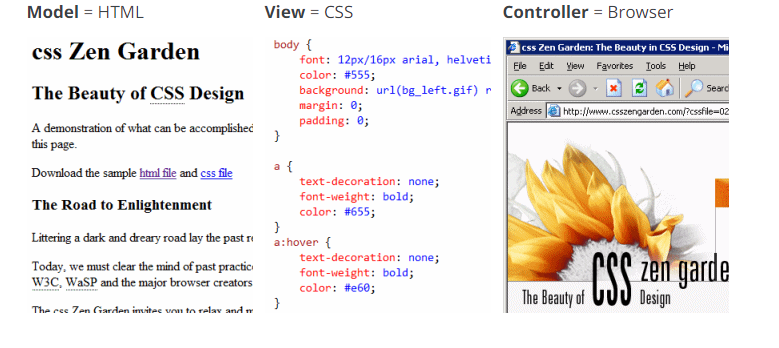 Model = HTML
css Zen Garden
The Beauty of CSS Design
A demonstration of what can be accomplished
this page.
Download the sample html file and css file
The Road to Enlightenment
Littering a dark and dreary road lay the past
Today, we must clear the mind of past
W3C, WaSP and the major browser creators
The css Zen Garden invites you to relax and
View = CSS
body {
font: 12px/16px arial,
color: #555;
background: url(bg_left.gif)
margin: 0;
padding: 0;
}
a {
text-decoration: none;
font-weight: bold;
color: #655;
}
a:hover {
text-decoration: none;
font-weight: bold;
color: #e60;
}
Controller = Browser
css Zen Garden: The Beauty in CSS Design - Mi
File Edit View Favorites Tools Help
Back Searc
Address http://www.csszengarden.com/?cssfile=02
The Beauty of CSS zen garde
Design